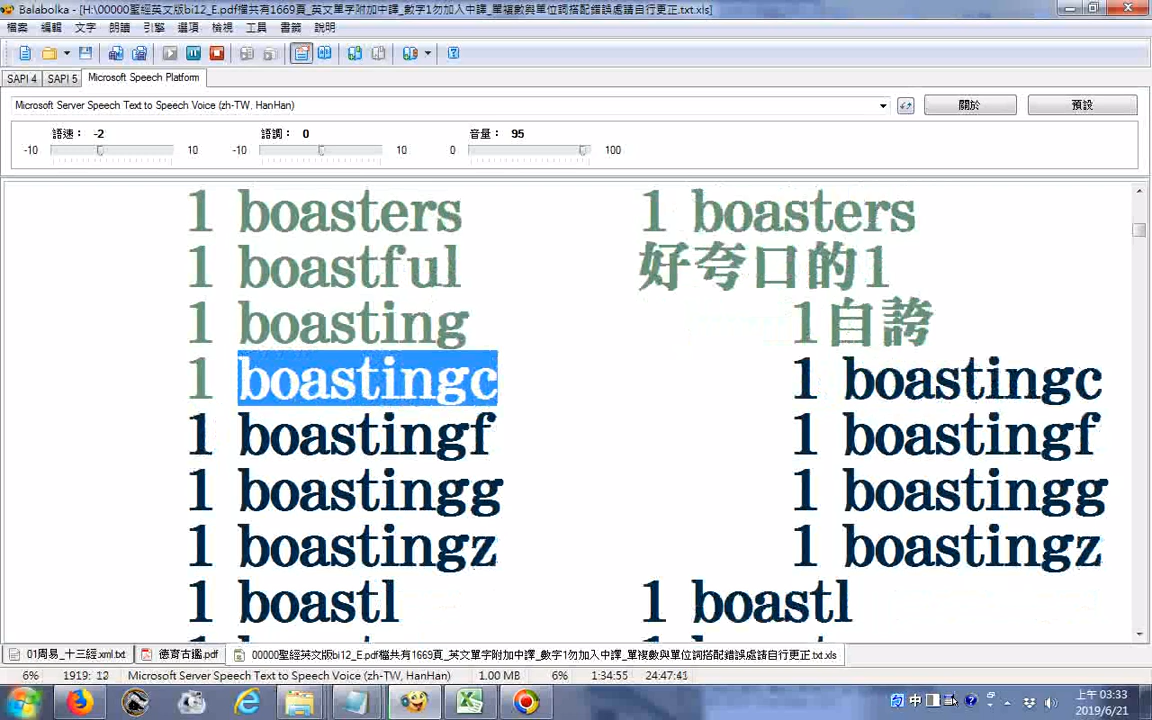 Balabolka - [H:\00000聖經英文版bi12_E.pdf檔共有1669頁_英文單字附加中譯_數字1勿加入中譯_單複數與單位詞搭配錯誤處請自行更正.txt.xls]
檔案 編輯 文字 朗讀 引擎 選項 檢視 工具 書籤 說明
SAPI 4 SAPI 5 Microsoft Speech Platform
Microsoft Server Speech Text to Speech Voice (zh-TW, HanHan) 關於 預設
語速： -2 語調： 0 音量： 95
-10 10 -10 10 0 100
1 boasters 1 boasters
1 boastful 好夸口的1
1 boasting 1自誇
1 boastingc 1 boastingc
1 boastingf 1 boastingf
1 boastingg 1 boastingg
1 boastingz 1 boastingz
1 boastl 1 boastl
01周易_十三經.xml.txt 德育古鑑.pdf 00000聖經英文版bi12_E.pdf檔共有1669頁_英文單字附加中譯_數字1勿加入中譯_單複數與單位詞搭配錯誤處請自行更正.txt.xls
6% 1919: 12 Microsoft Server Speech Text to Speech Voice (zh-TW, HanHan) 1.00 MB 6% 1:34:55 24:47:41
中 上午 03:33
2019/6/21